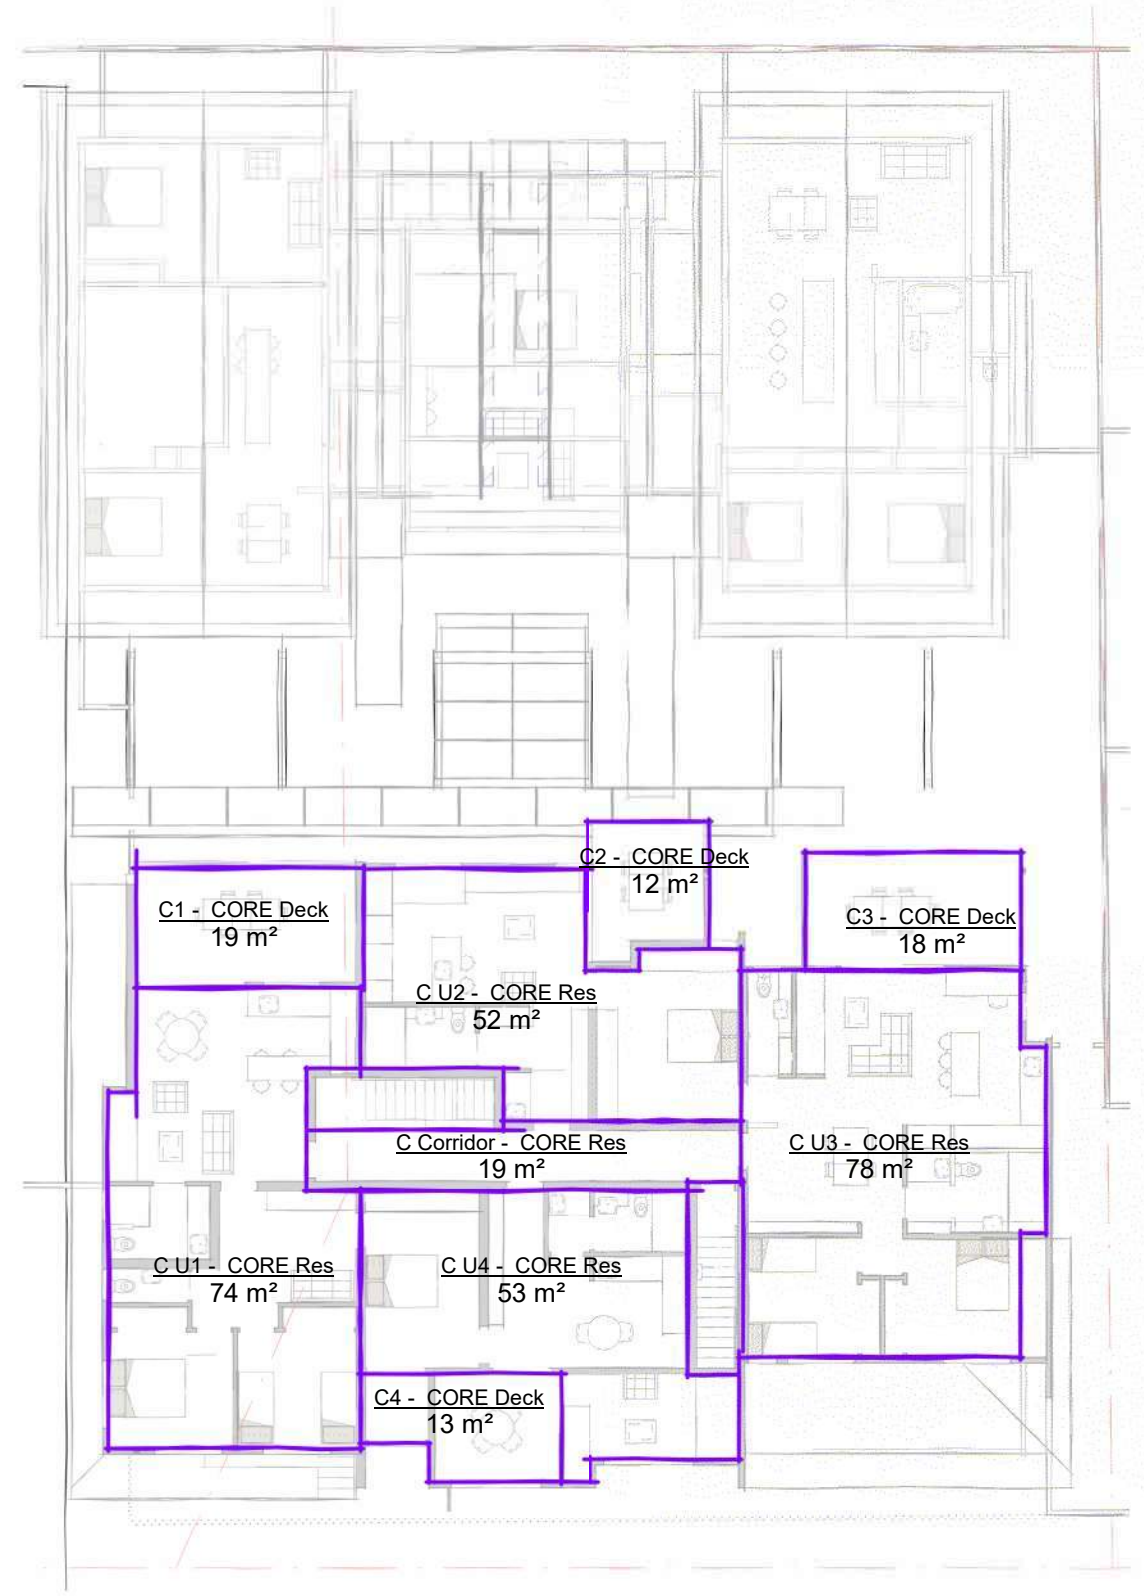 C2 -  CORE Deck
12 m²
C1 -  CORE Deck
19 m²
C3 -  CORE Deck
18 m²
C U2 -  CORE Res
52 m²
C Corridor -  CORE Res
19 m²
C U3 -  CORE Res
78 m²
C U1 -  CORE Res
74 m²
C U4 -  CORE Res
53 m²
C4 -  CORE Deck
13 m²